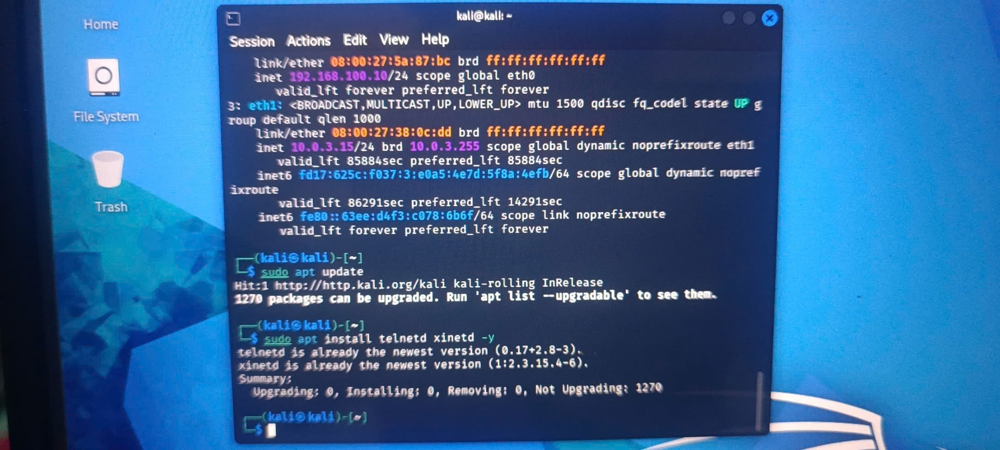 Home
File System
Trash
kali@kali: ~
Session Actions Edit View Help
link/ether 08:00:27:5a:87:bc brd ff:ff:ff:ff:ff:ff
inet 192.168.100.10/24 scope global eth0
valid_lft forever preferred_lft forever
3: eth1: <BROADCAST,MULTICAST,UP,LOWER_UP> mtu 1500 qdisc fq_codel state UP g
roup default qlen 1000
link/ether 08:00:27:38:0c:dd brd ff:ff:ff:ff:ff:ff
inet 10.0.3.15/24 brd 10.0.3.255 scope global dynamic noprefixroute eth1
valid_lft 85884sec preferred_lft 85884sec
inet6 fd17:625c:f037:3:e0a5:4e7d:5f8a:4efb/64 scope global dynamic nopref
ixroute
valid_lft 86291sec preferred_lft 14291sec
inet6 fe80::63ee:d4f3:c078:6b6f/64 scope link noprefixroute
valid_lft forever preferred_lft forever
┌──(kali㉿kali)-[~]
└─$ sudo apt update
Hit:1 http://http.kali.org/kali kali-rolling InRelease
1270 packages can be upgraded. Run 'apt list --upgradable' to see them.
┌──(kali㉿kali)-[~]
└─$ sudo apt install telnetd xinetd -y
telnetd is already the newest version (0.17+2.8-3).
xinetd is already the newest version (1:2.3.15.4-6).
Summary:
Upgrading: 0, Installing: 0, Removing: 0, Not Upgrading: 1270
┌──(kali㉿kali)-[~]
└─$